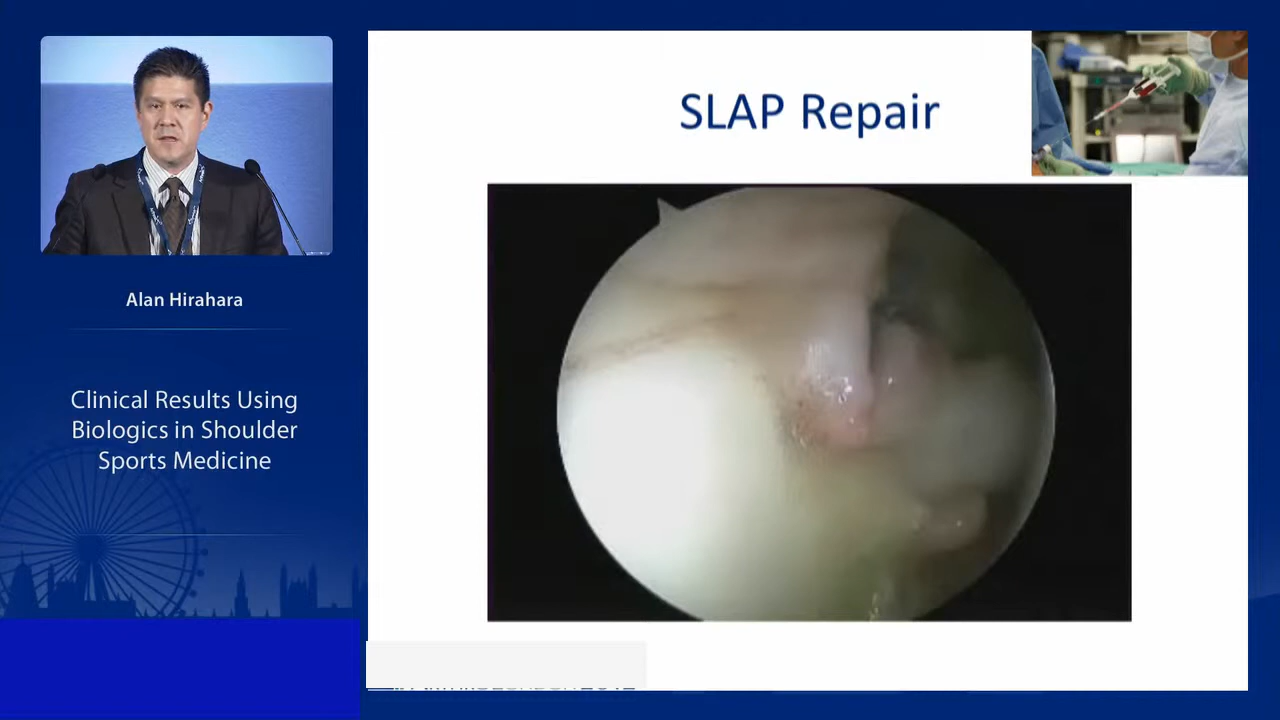 SLAP Repair
Alan Hirahara
Clinical Results Using
Biologics in Shoulder
Sports Medicine